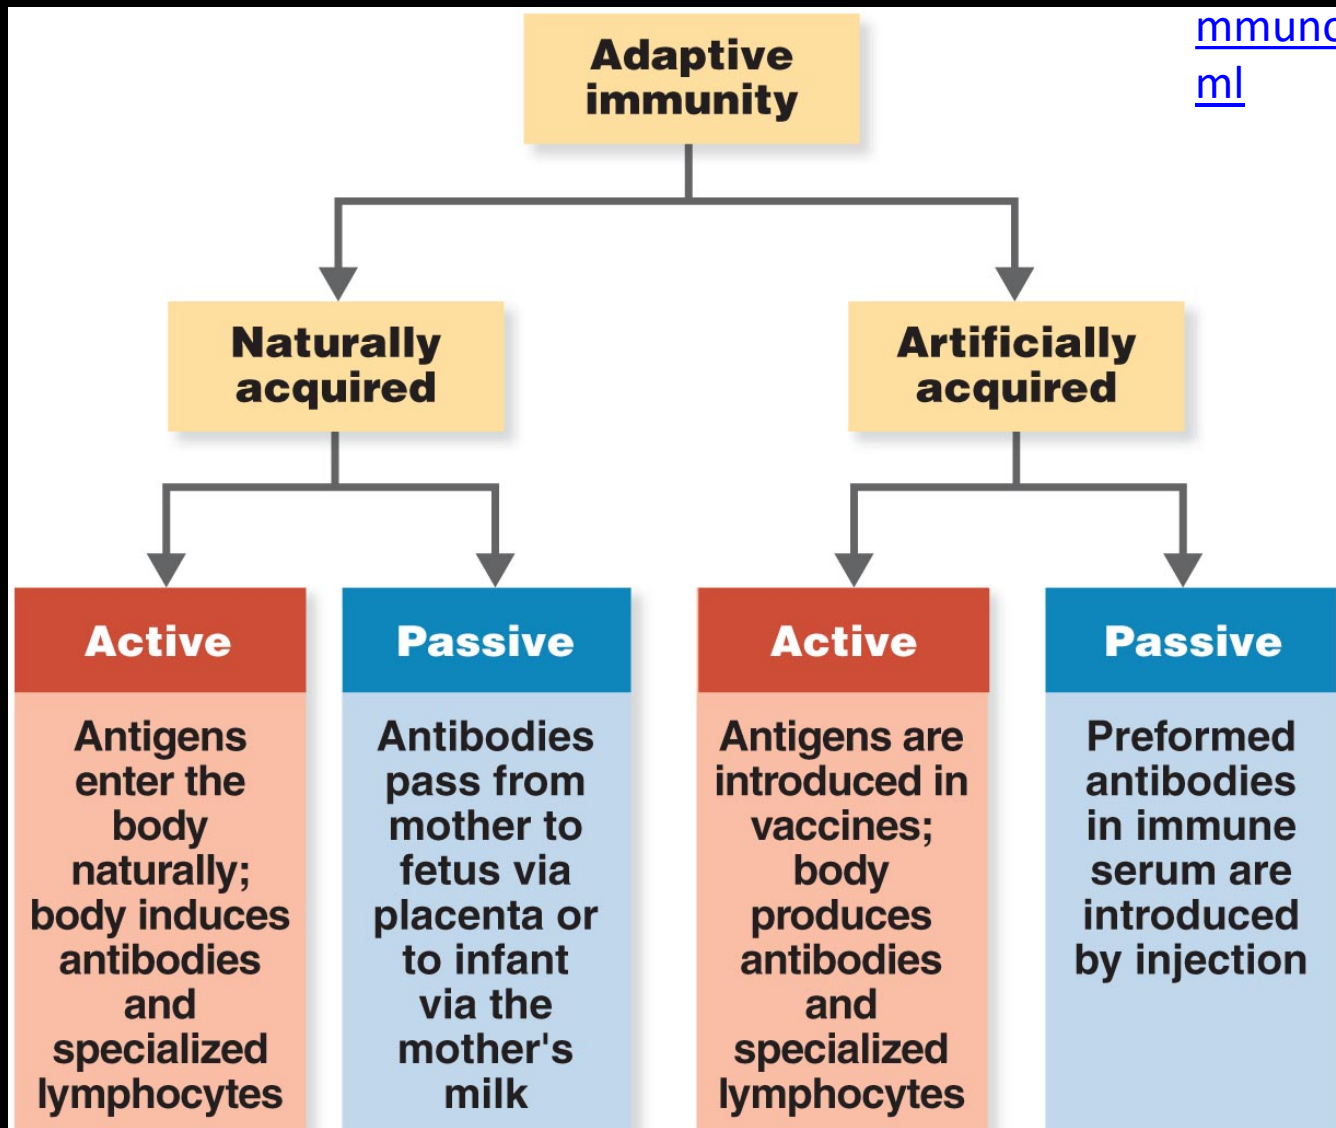 mmuno
ml
Adaptive
immunity
Naturally
acquired
Artificially
acquired
Active
Antigens
enter the
body
naturally;
body induces
antibodies
and
specialized
lymphocytes
Passive
Antibodies
pass from
mother to
fetus via
placenta or
to infant
via the
mother's
milk
Active
Antigens are
introduced in
vaccines;
body
produces
antibodies
and
specialized
lymphocytes
Passive
Preformed
antibodies
in immune
serum are
introduced
by injection